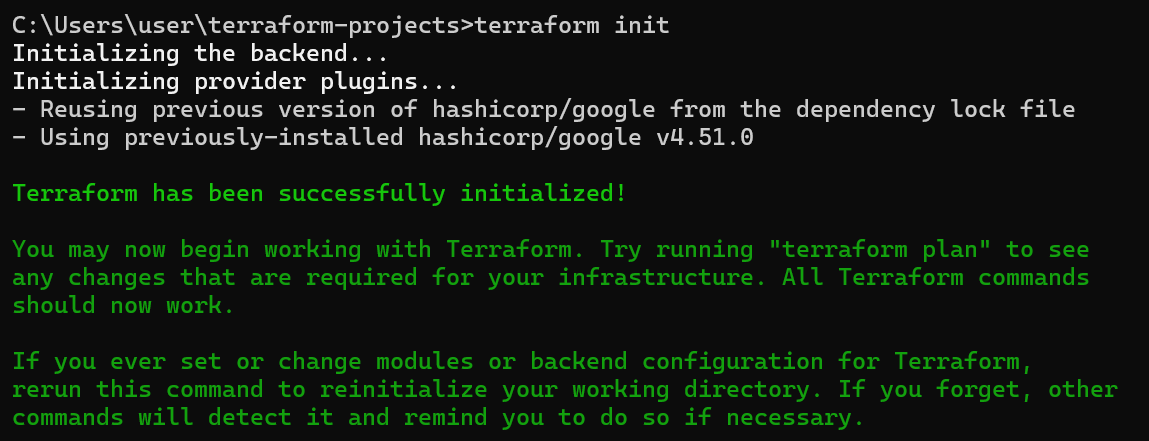 C:\Users\user\terraform-projects>terraform init
Initializing the backend...
Initializing provider plugins...
- Reusing previous version of hashicorp/google from the dependency lock file
- Using previously-installed hashicorp/google v4.51.0
Terraform has been successfully initialized!
You may now begin working with Terraform. Try running "terraform plan" to see
any changes that are required for your infrastructure. All Terraform commands
should now work.
If you ever set or change modules or backend configuration for Terraform,
rerun this command to reinitialize your working directory. If you forget, other
commands will detect it and remind you to do so if necessary.